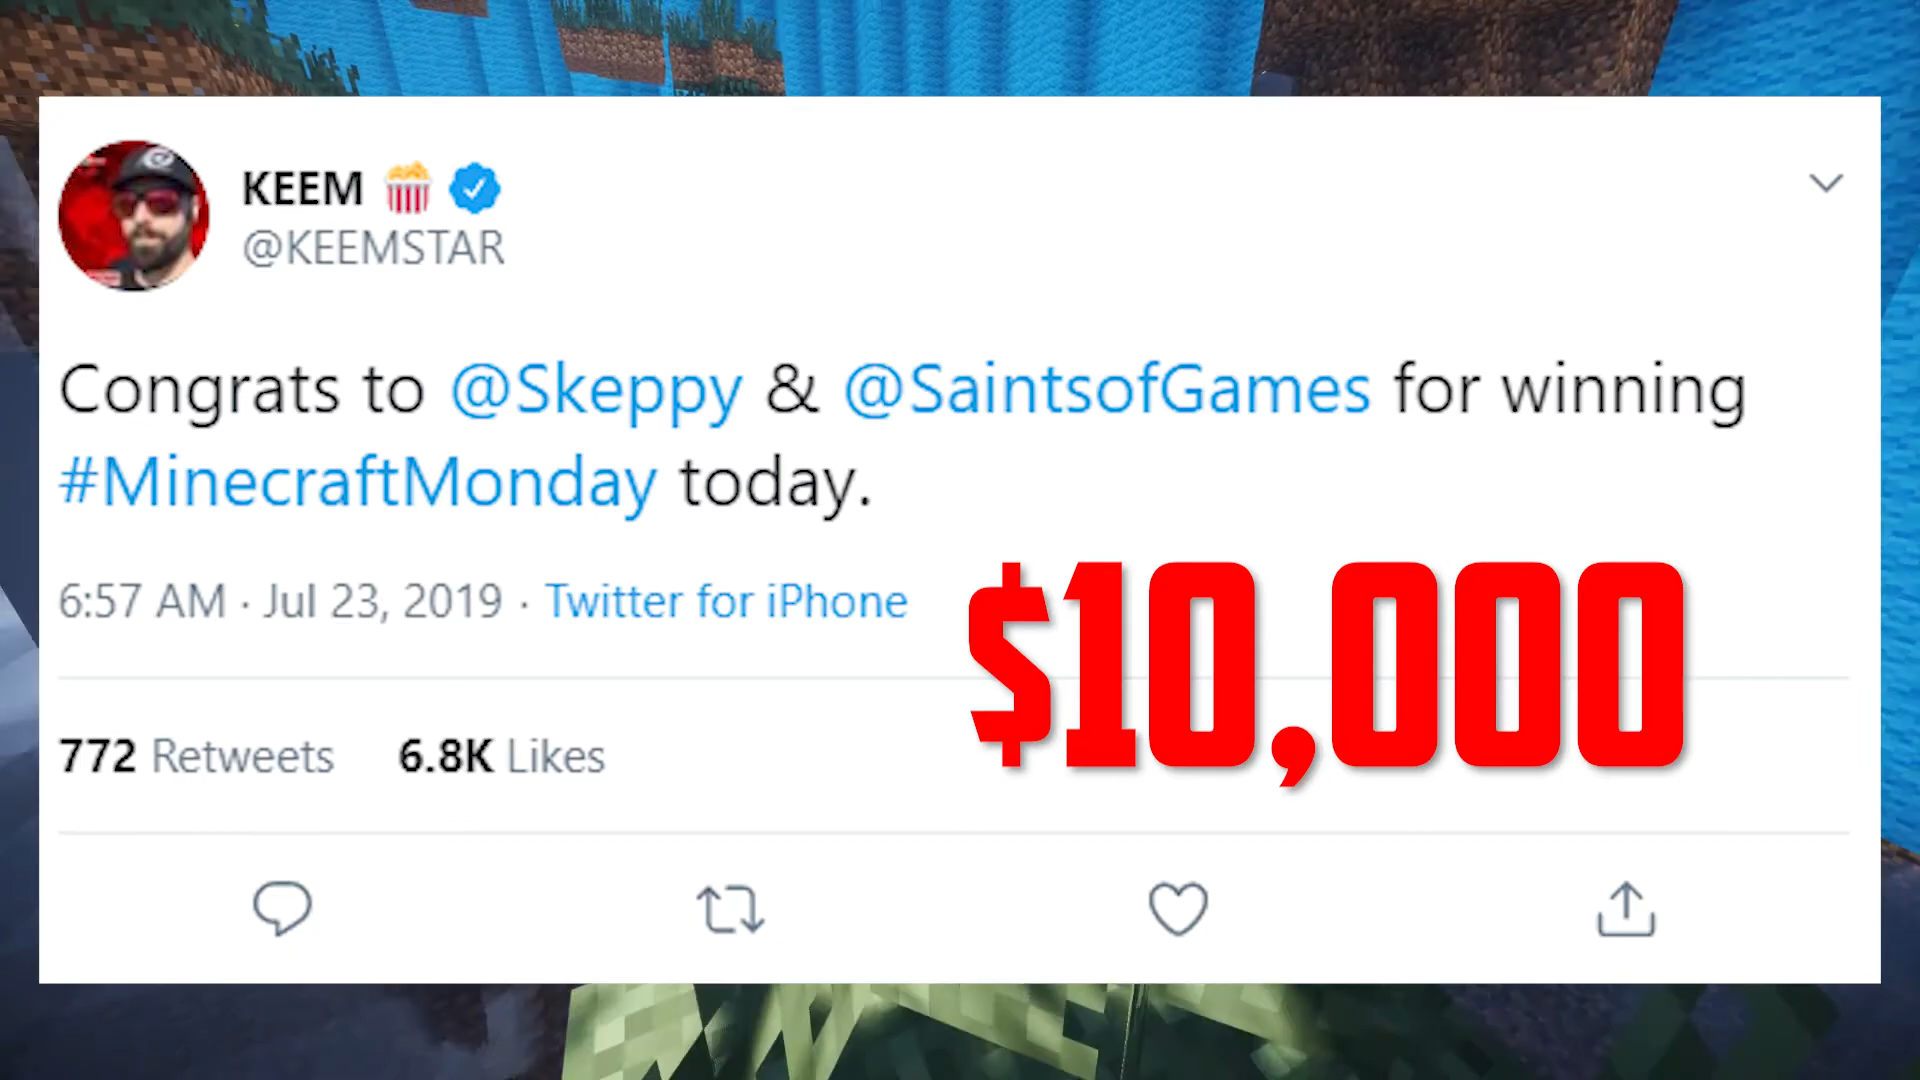 KEEM 🍿
@KEEMSTAR
Congrats to @Skeppy & @SaintsofGames for winning
#MinecraftMonday today.
6:57 AM · Jul 23, 2019 · Twitter for iPhone
$10,000
772 Retweets 6.8K Likes